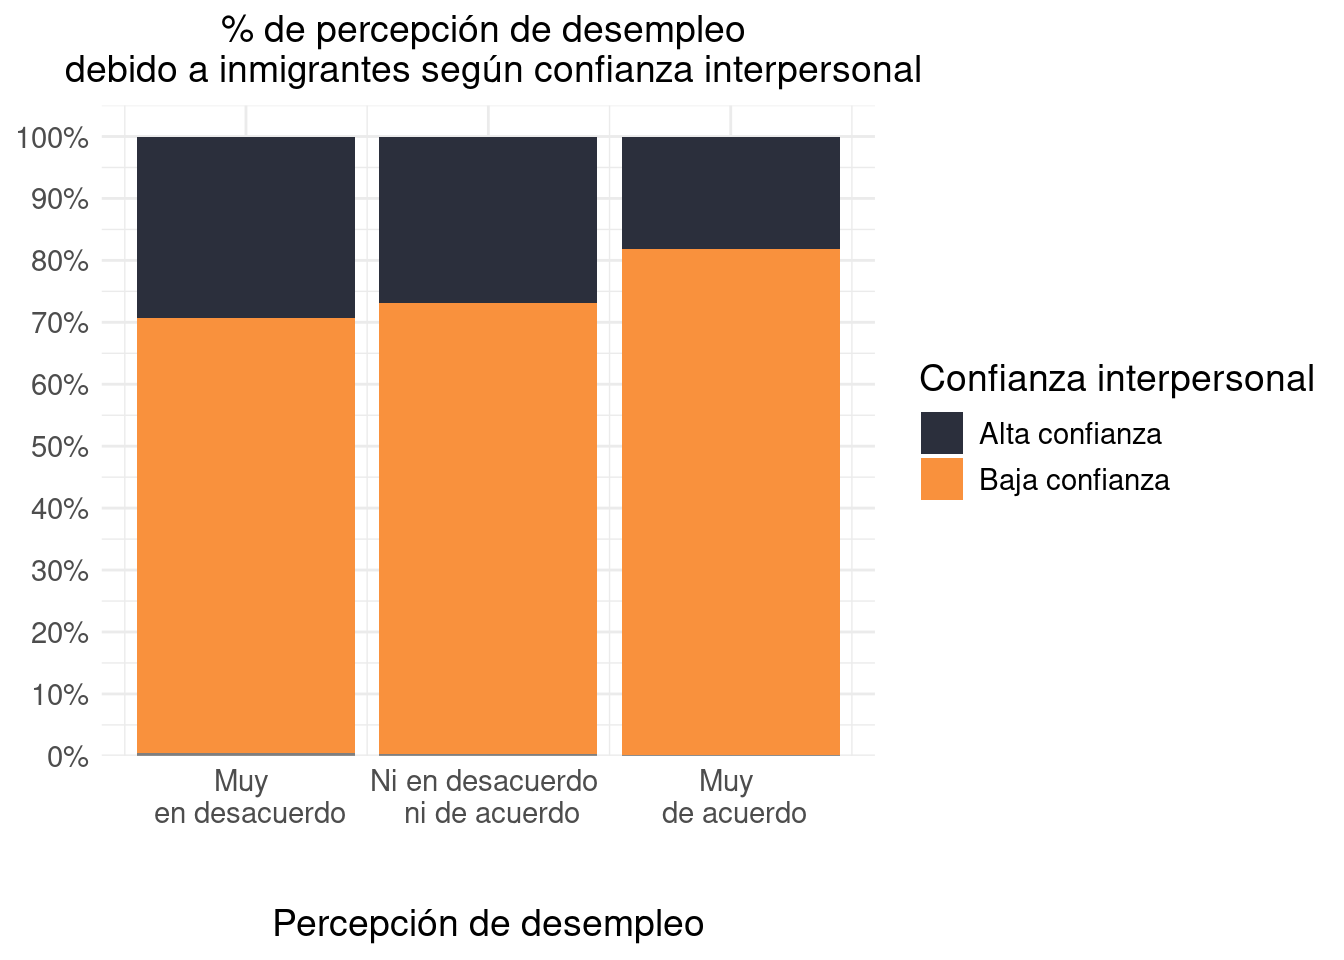 % de percepción de desempleo
debido a inmigrantes según confianza interpersonal
100%
90%
80%
70%
60%
50%
40%
30%
20%
10%
0%
Muy
en desacuerdo
Ni en desacuerdo
ni de acuerdo
Muy
de acuerdo
Percepción de desempleo
Confianza interpersonal
Alta confianza
Baja confianza